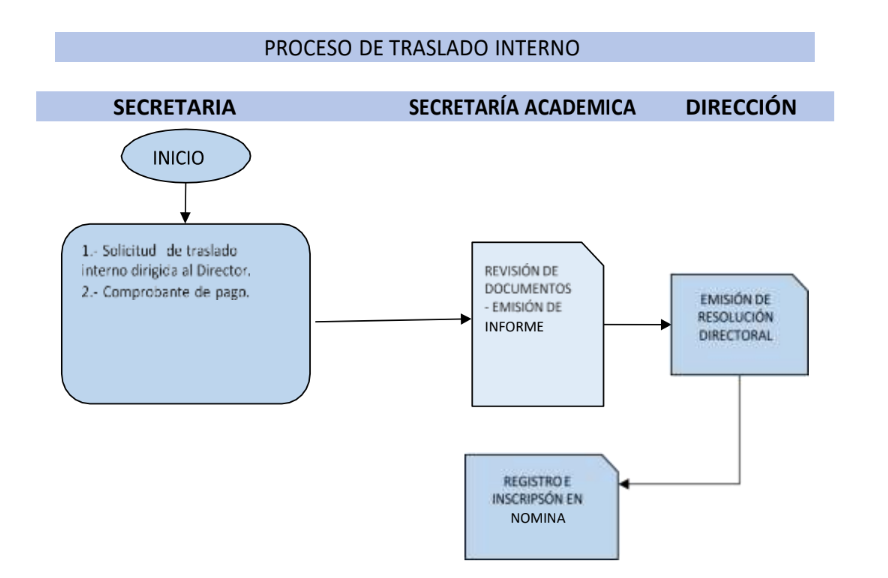 PROCESO DE TRASLADO INTERNO
SECRETARIA
SECRETARÍA ACADEMICA
DIRECCIÓN
INICIO
1.- Solicitud de traslado
interno dirigida al Director.
2.- Comprobante de pago.
REVISIÓN DE
DOCUMENTOS
- EMISIÓN DE
INFORME
EMISIÓN DE
RESOLUCIÓN
DIRECTORAL
REGISTRO E
INSCRIPSÓN EN
NOMINA